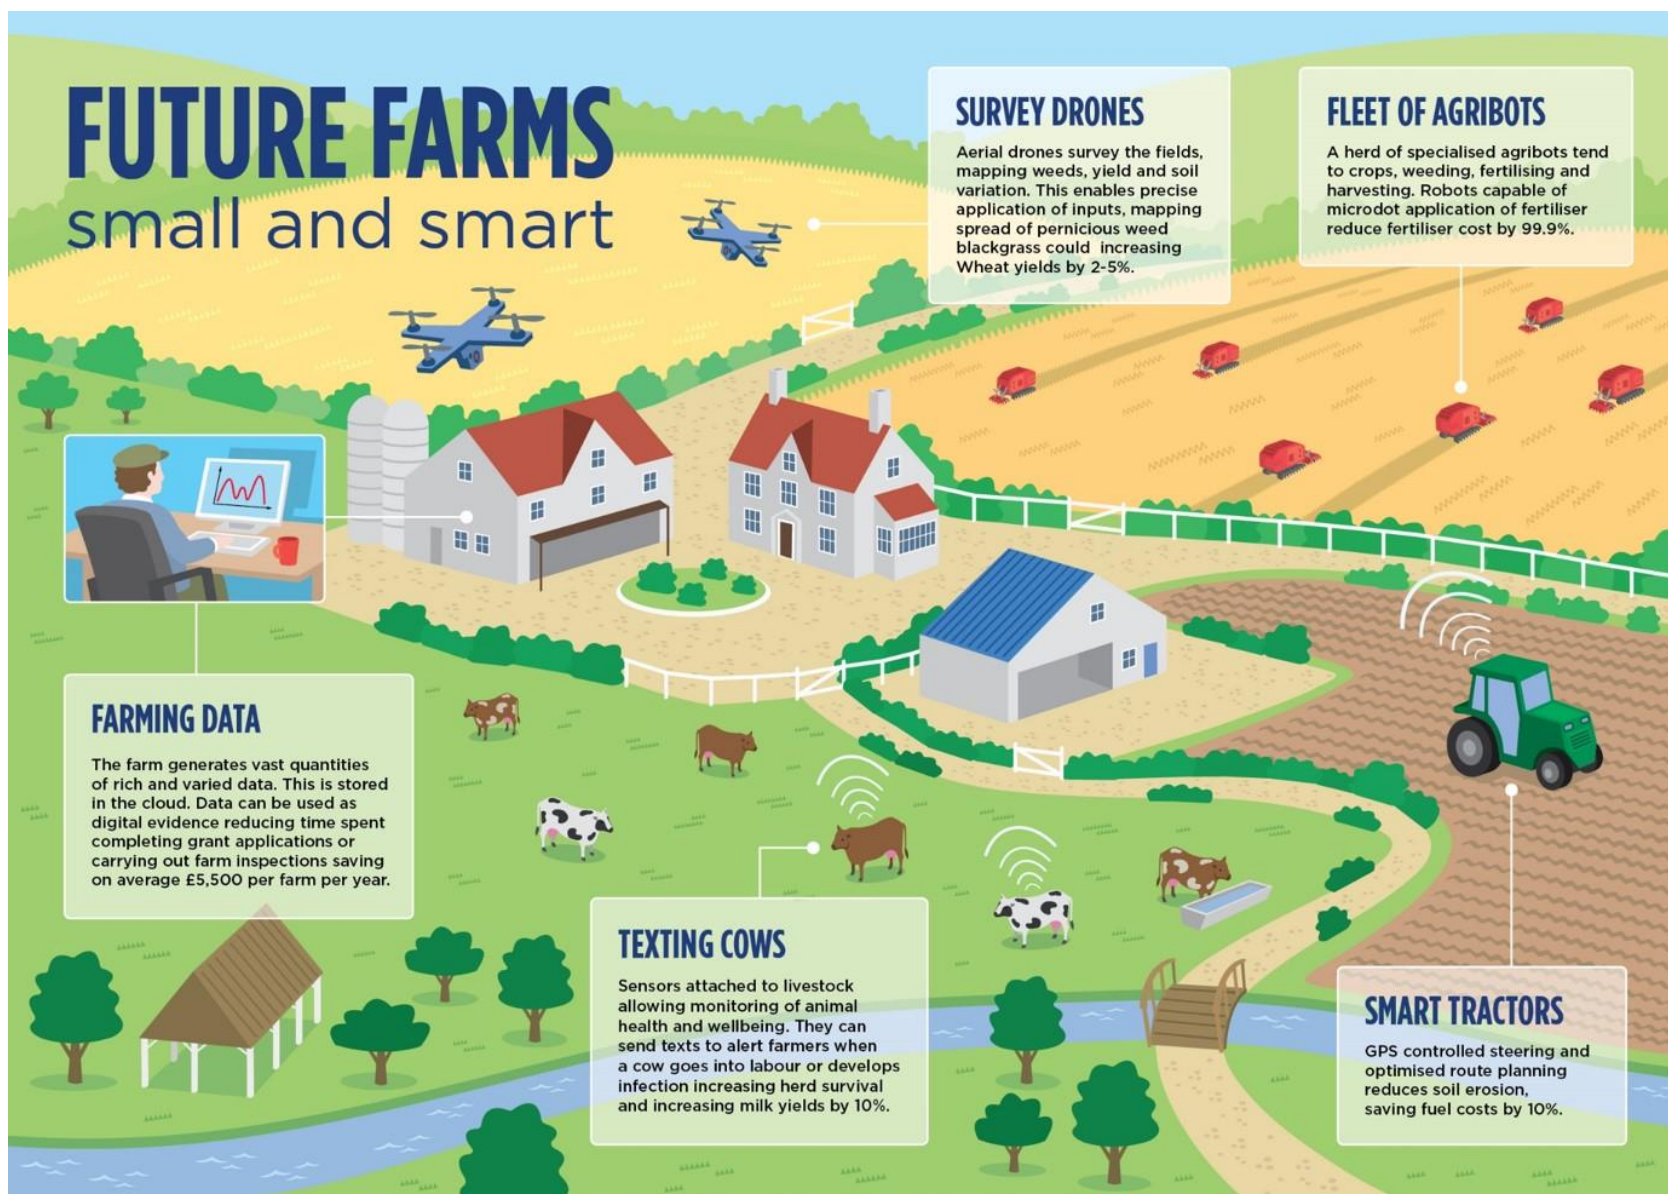 FUTURE FARMS
small and smart
SURVEY DRONES
Aerial drones survey the fields,
mapping weeds, yield and soil
variation. This enables precise
application of inputs, mapping
spread of pernicious weed
blackgrass could  increasing
Wheat yields by 2-5%.
FLEET OF AGRIBOTS
A herd of specialised agribots tend
to crops, weeding, fertilising and
harvesting. Robots capable of
microdot application of fertiliser
reduce fertiliser cost by 99.9%.
FARMING DATA
The farm generates vast quantities
of rich and varied data. This is stored
in the cloud. Data can be used as
digital evidence reducing time spent
completing grant applications or
carrying out farm inspections saving
on average £5,500 per farm per year.
TEXTING COWS
Sensors attached to livestock
allowing monitoring of animal
health and wellbeing. They can
send texts to alert farmers when
a cow goes into labour or develops
infection increasing herd survival
and increasing milk yields by 10%.
SMART TRACTORS
GPS controlled steering and
optimised route planning
reduces soil erosion,
saving fuel costs by 10%.